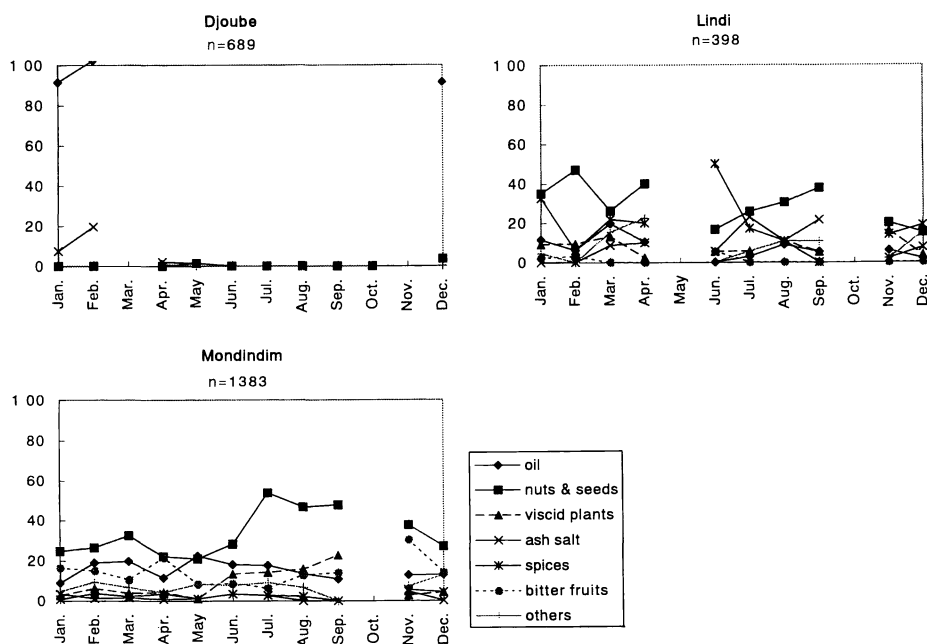 Djoube
n=689
1 00
80
60
40
20
0
Jan. Feb. Mar. Apr. May Jun. Jul. Aug. Sep. Oct. Nov. Dec.
Lindi
n=398
1 00
80
60
40
20
0
Jan. Feb. Mar. Apr. May Jun. Jul. Aug. Sep. Oct. Nov. Dec.
Mondindim
n=1383
1 00
80
60
40
20
0
Jan. Feb. Mar. Apr. May Jun. Jul. Aug. Sep. Oct. Nov. Dec.
oil
nuts & seeds
viscid plants
ash salt
spices
bitter fruits
others